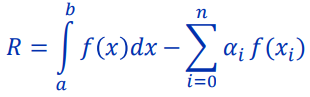 R = ∫_a^b f(x)dx − ∑_{i=0}^n α_i f(x_i)